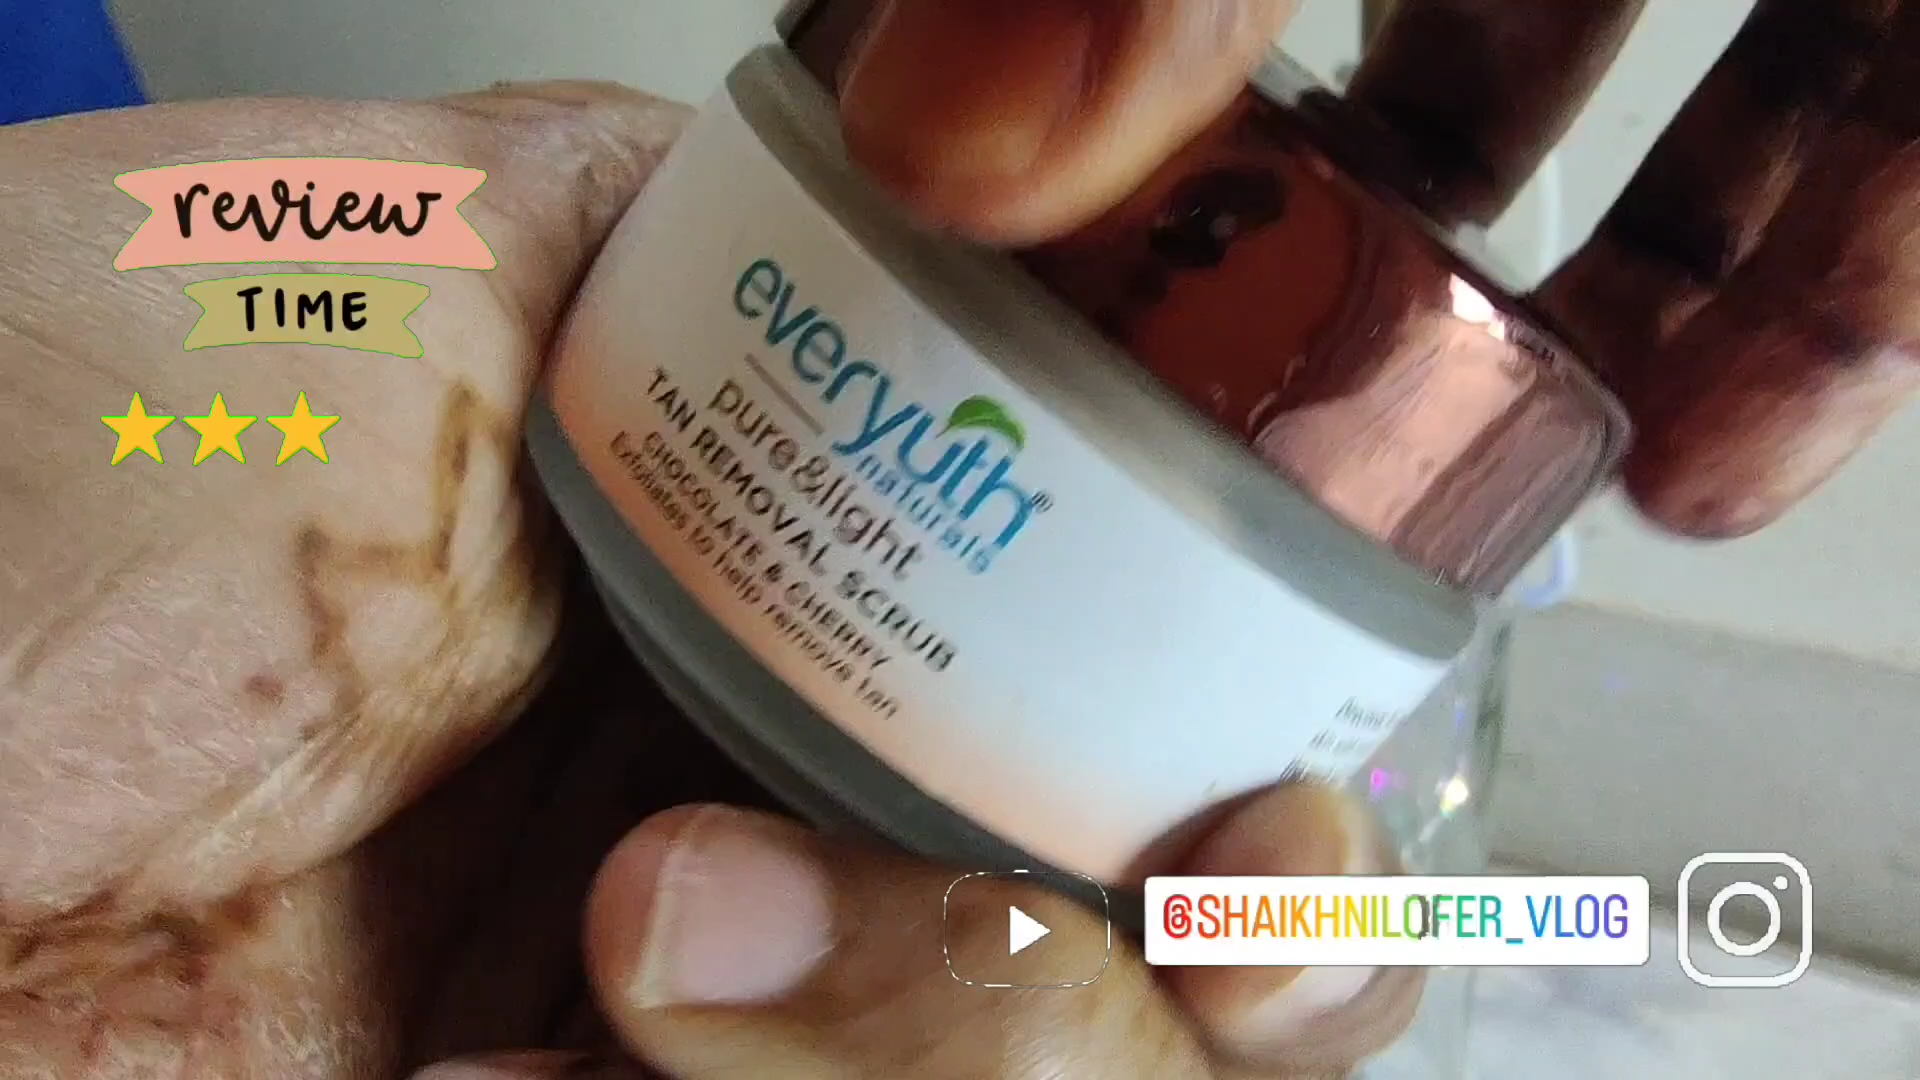 review
TIME
everyuth®
naturals
pure&light
TAN REMOVAL SCRUB
CHOCOLATE & CHERRY
Exfoliates to help remove tan
@SHAIKHNILOFER_VLOG